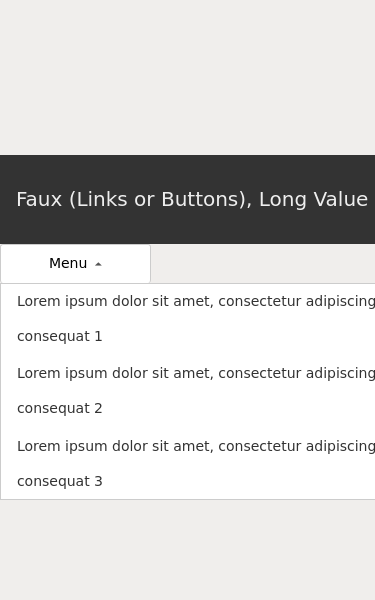 Faux (Links or Buttons), Long Value
Menu
Lorem ipsum dolor sit amet, consectetur adipiscing
consequat 1
Lorem ipsum dolor sit amet, consectetur adipiscing
consequat 2
Lorem ipsum dolor sit amet, consectetur adipiscing
consequat 3